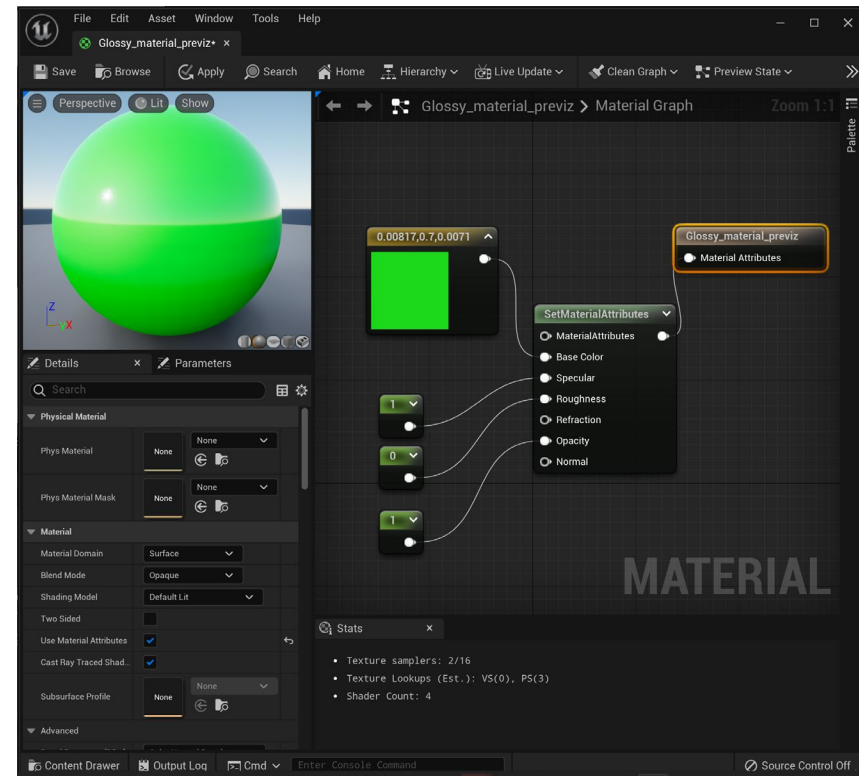 File Edit Asset Window Tools Help
Glossy_material_previz•
Save Browse Apply Search Home Hierarchy Live Update Clean Graph Preview State
Perspective Lit Show
Glossy_material_previz Material Graph Zoom 1:1
Palette
0.00817,0.7,0.0071
Glossy_material_previz
Material Attributes
SetMaterialAttributes
MaterialAttributes
Base Color
Specular
Roughness
Refraction
Opacity
Normal
1
0
1
MATERIAL
Z
Y X
Details Parameters
Search
Physical Material
Phys Material None None
Phys Material Mask None None
Material
Material Domain Surface
Blend Mode Opaque
Shading Model Default Lit
Two Sided
Use Material Attributes
Cast Ray Traced Shad..
Subsurface Profile None None
Advanced
Stats
• Texture samplers: 2/16
• Texture Lookups (Est.): VS(0), PS(3)
• Shader Count: 4
Content Drawer Output Log Cmd Enter Console Command Source Control Off